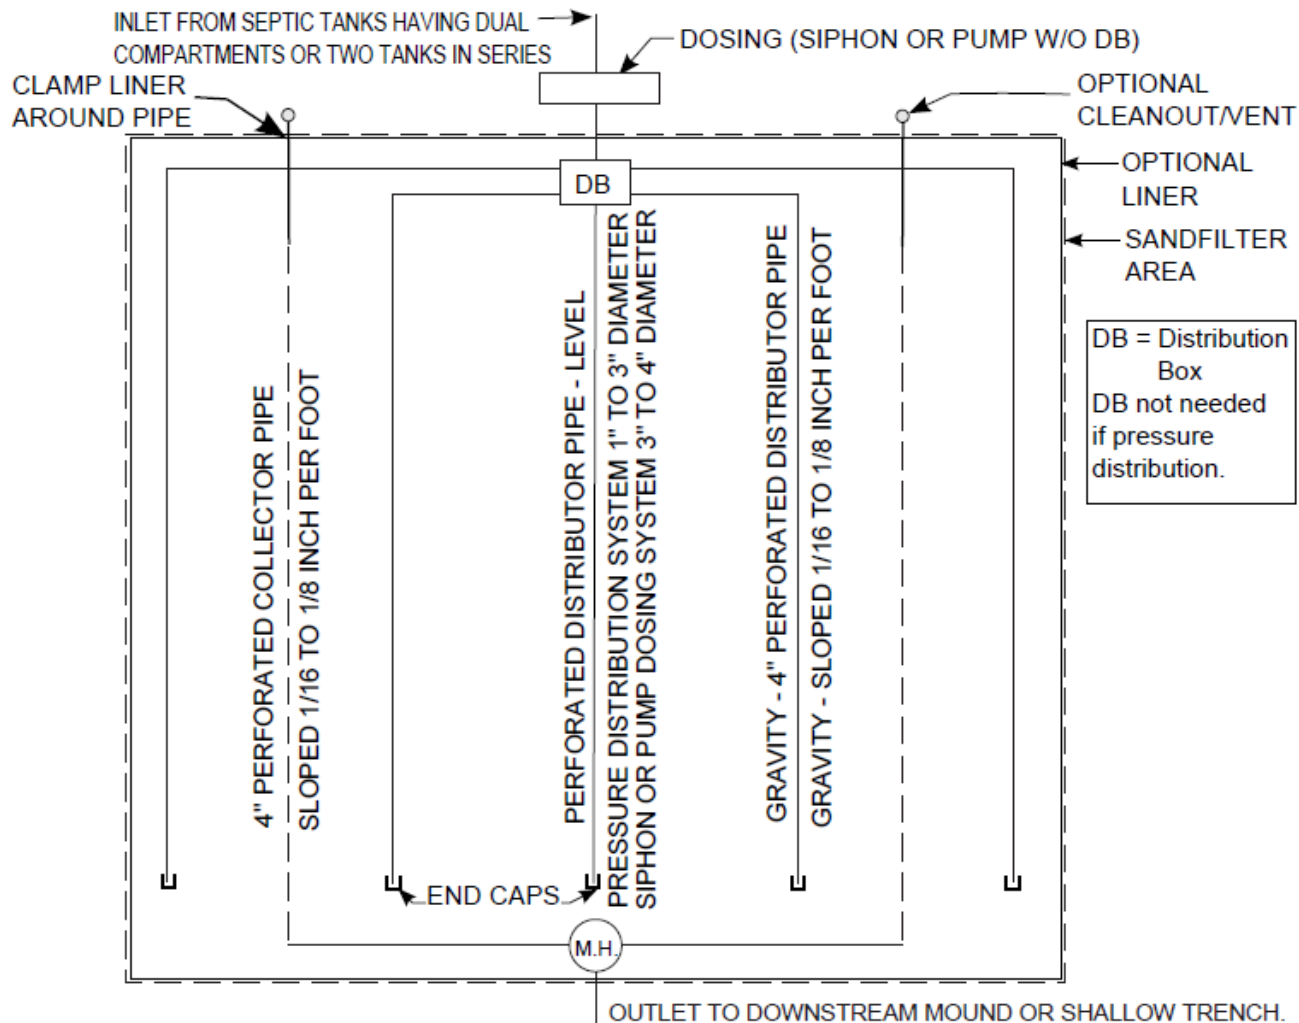 INLET FROM SEPTIC TANKS HAVING DUAL
COMPARTMENTS OR TWO TANKS IN SERIES
DOSING (SIPHON OR PUMP W/O DB)
CLAMP LINER
AROUND PIPE
OPTIONAL
CLEANOUT/VENT
OPTIONAL
LINER
SANDFILTER
AREA
DB
DB = Distribution
Box
DB not needed
if pressure
distribution.
4" PERFORATED COLLECTOR PIPE
SLOPED 1/16 TO 1/8 INCH PER FOOT
PERFORATED DISTRIBUTOR PIPE - LEVEL
PRESSURE DISTRIBUTION SYSTEM 1" TO 3" DIAMETER
SIPHON OR PUMP DOSING SYSTEM 3" TO 4" DIAMETER
GRAVITY - 4" PERFORATED DISTRIBUTOR PIPE
GRAVITY - SLOPED 1/16 TO 1/8 INCH PER FOOT
END CAPS
M.H.
OUTLET TO DOWNSTREAM MOUND OR SHALLOW TRENCH.